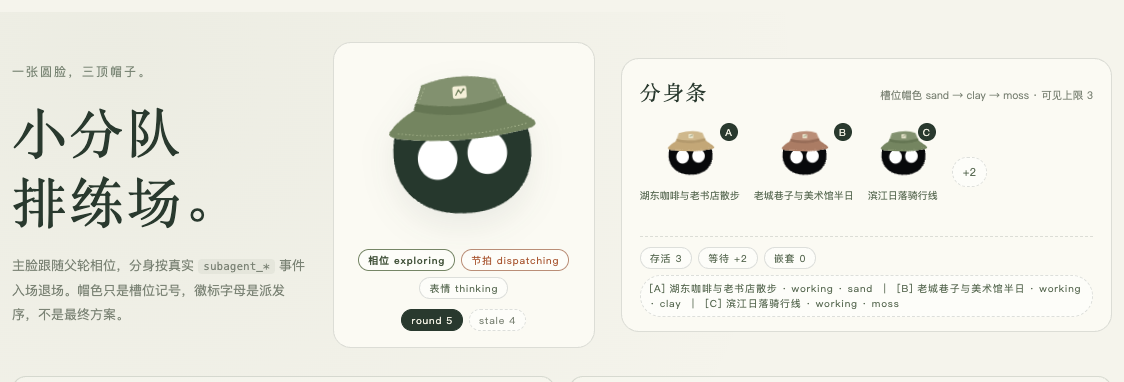 一张圆脸，三顶帽子。
小分队
排练场。
主脸跟随父轮相位，分身按真实 subagent_* 事件
入场退场。帽色只是槽位记号，徽标字母是派发
序，不是最终方案。
相位 exploring
节拍 dispatching
表情 thinking
round 5
stale 4
分身条
槽位帽色 sand → clay → moss · 可见上限 3
A
B
C
+2
湖东咖啡与老书店散步
老城巷子与美术馆半日
滨江日落骑行线
存活 3
等待 +2
嵌套 0
[A] 湖东咖啡与老书店散步 · working · sand ｜ [B] 老城巷子与美术馆半日 · working
· clay ｜ [C] 滨江日落骑行线 · working · moss